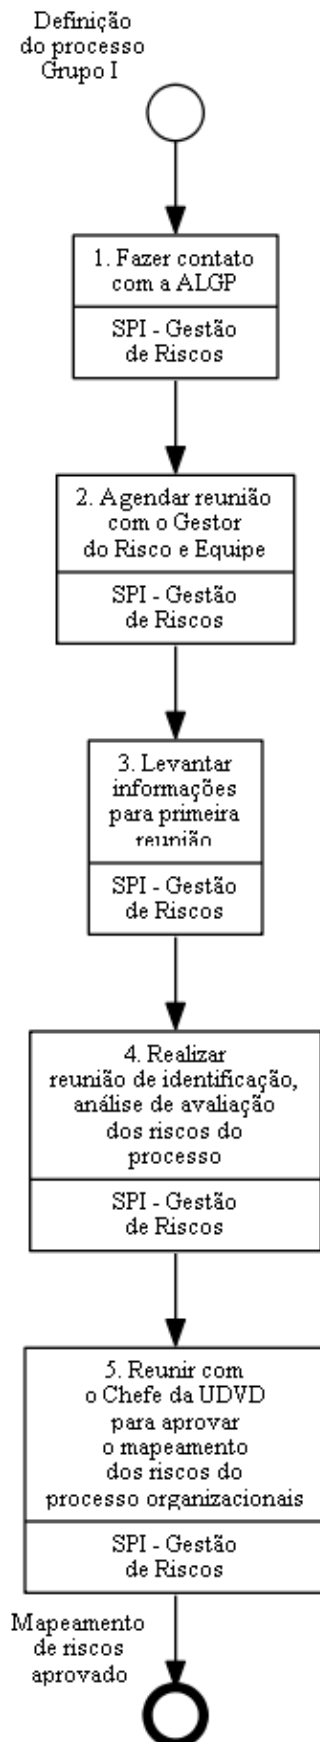 Definição
do processo
Grupo I
1. Fazer contato
com a ALGP
SPI - Gestão
de Riscos
2. Agendar reunião
com o Gestor
do Risco e Equipe
SPI - Gestão
de Riscos
3. Levantar
informações
para primeira
reunião
SPI - Gestão
de Riscos
4. Realizar
reunião de identificação,
análise de avaliação
dos riscos do
processo
SPI - Gestão
de Riscos
5. Reunir com
o Chefe da UDVD
para aprovar
o mapeamento
dos riscos do
processo organizacionais
SPI - Gestão
de Riscos
Mapeamento
de riscos
aprovado